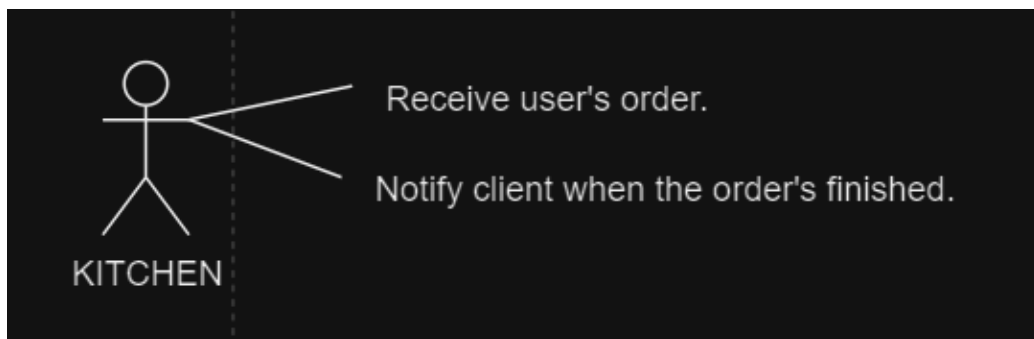 Receive user's order.
Notify client when the order's finished.
KITCHEN